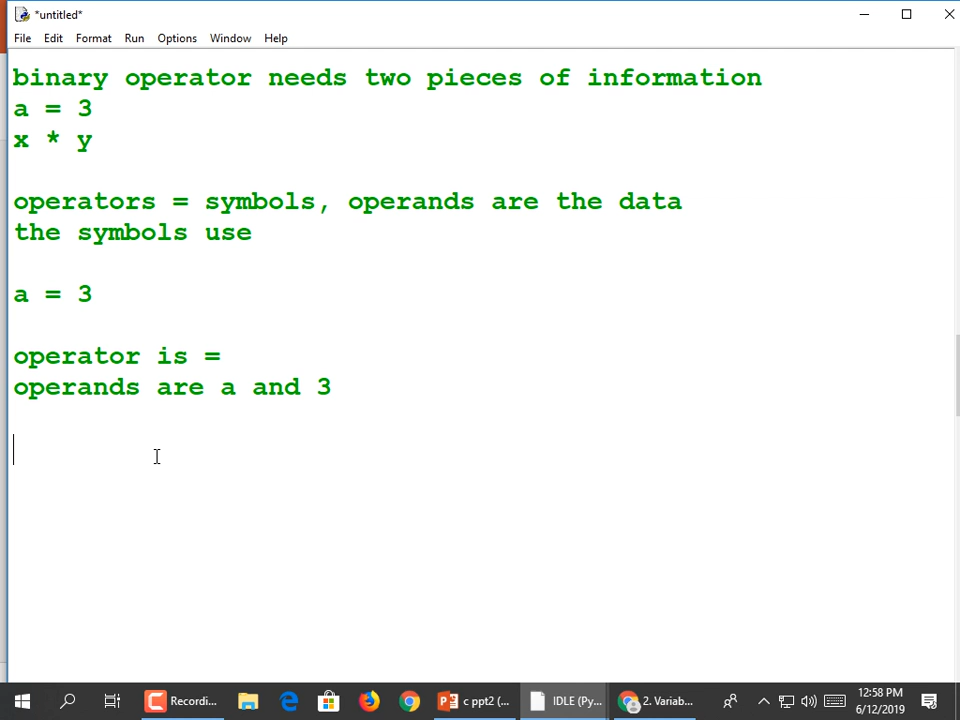 *untitled*
File Edit Format Run Options Window Help
binary operator needs two pieces of information
a = 3
x * y
operators = symbols, operands are the data
the symbols use
a = 3
operator is =
operands are a and 3
Recordi...
c ppt2 (...
IDLE (Py...
2. Variab...
12:58 PM
6/12/2019